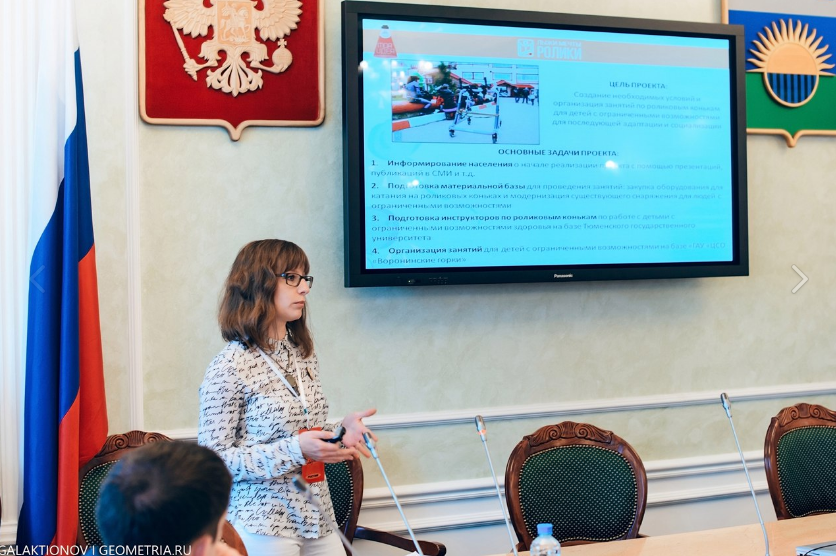 РОЛИКИ
ЦЕЛЬ ПРОЕКТА:
Создание необходимых условий и
организация занятий по роликовым конькам
для детей с ограниченными возможностями
для последующей адаптации и социализации
ОСНОВНЫЕ ЗАДАЧИ ПРОЕКТА:
1. Информирование населения о начале реализации проекта с помощью презентаций,
публикаций в СМИ и т.д.
2. Подготовка материальной базы для проведения занятий: закупка оборудования для
катания на роликовых коньках и модернизация существующего снаряжения для людей с
ограниченными возможностями
3. Подготовка инструкторов по роликовым конькам по работе с детьми с
ограниченными возможностями здоровья на базе Тюменского государственного
университета
4. Организация занятий для детей с ограниченными возможностями на базе
«Воронинские горки»
Panasonic
GALAKTIONOV | GEOMETRIA.RU